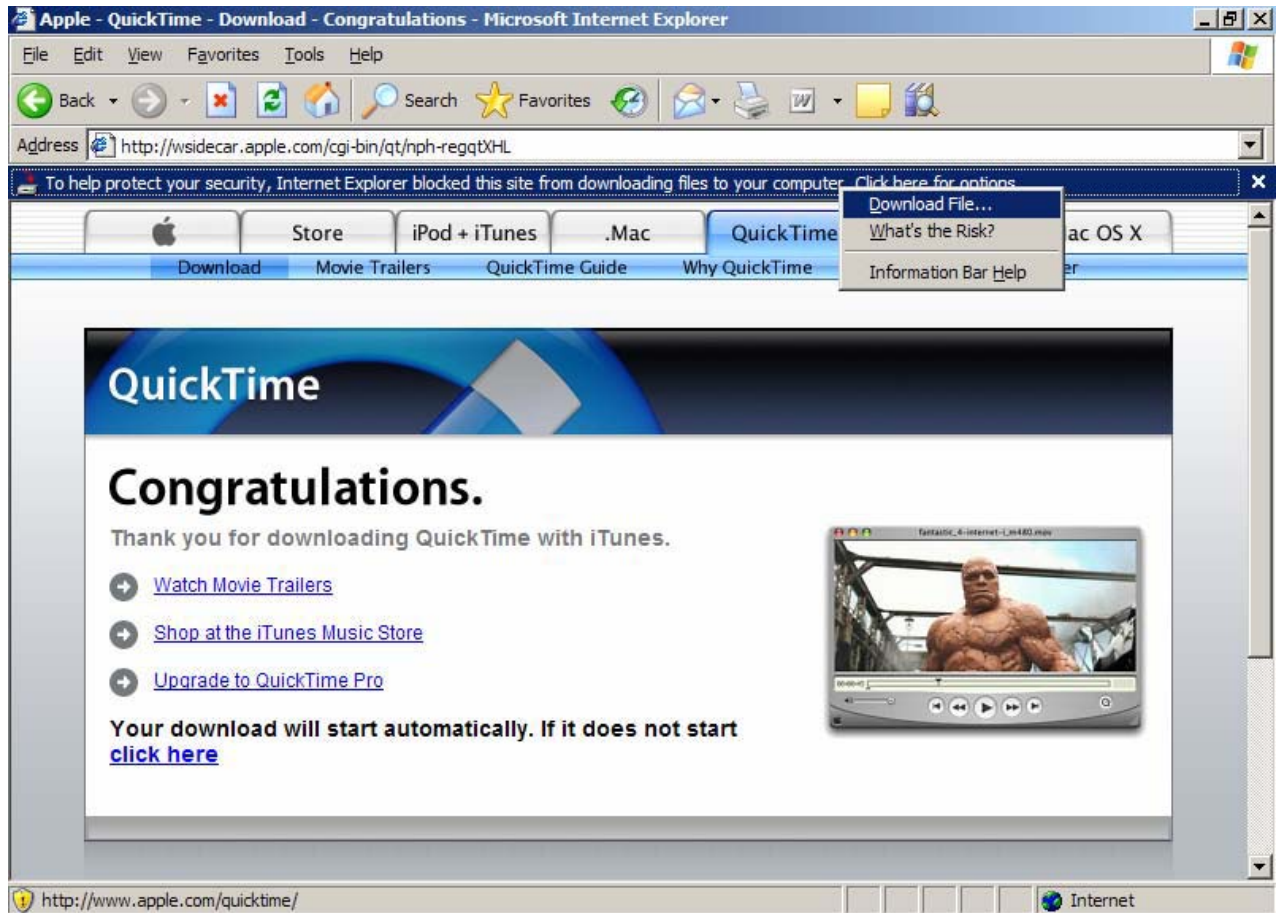 Apple - QuickTime - Download - Congratulations - Microsoft Internet Explorer
File Edit View Favorites Tools Help
Back Search Favorites W
Address http://wsidecar.apple.com/cgi-bin/qt/nph-regqtXHL
To help protect your security, Internet Explorer blocked this site from downloading files to your computer. Click here for options
Download File...
What's the Risk?
Information Bar Help
Store iPod + iTunes .Mac QuickTime ac OS X
Download Movie Trailers QuickTime Guide Why QuickTime er
QuickTime
Congratulations.
Thank you for downloading QuickTime with iTunes.
Watch Movie Trailers
Shop at the iTunes Music Store
Upgrade to QuickTime Pro
Your download will start automatically. If it does not start
click here
fantastic_4-internet-i_m480.mov
http://www.apple.com/quicktime/ Internet